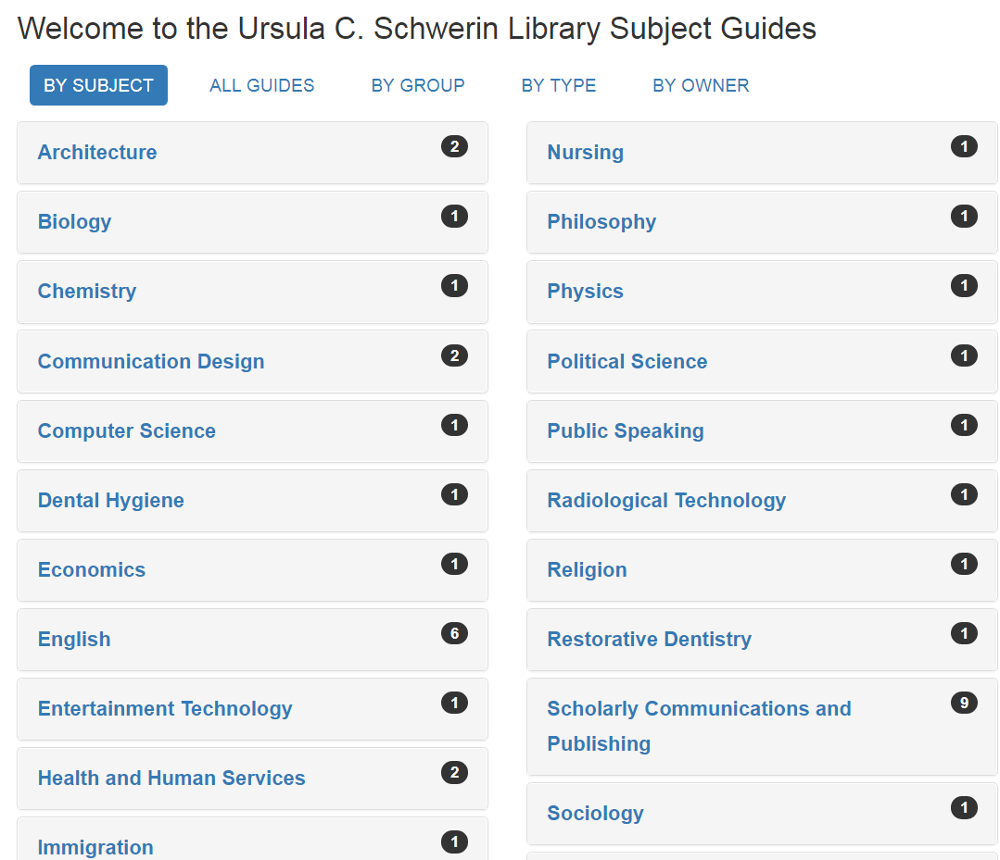 Welcome to the Ursula C. Schwerin Library Subject Guides
BY SUBJECT ALL GUIDES BY GROUP BY TYPE BY OWNER
Architecture 2
Biology 1
Chemistry 1
Communication Design 2
Computer Science 1
Dental Hygiene 1
Economics 1
English 6
Entertainment Technology 1
Health and Human Services 2
Immigration 1
Nursing 1
Philosophy 1
Physics 1
Political Science 1
Public Speaking 1
Radiological Technology 1
Religion 1
Restorative Dentistry 1
Scholarly Communications and 9
Publishing
Sociology 1